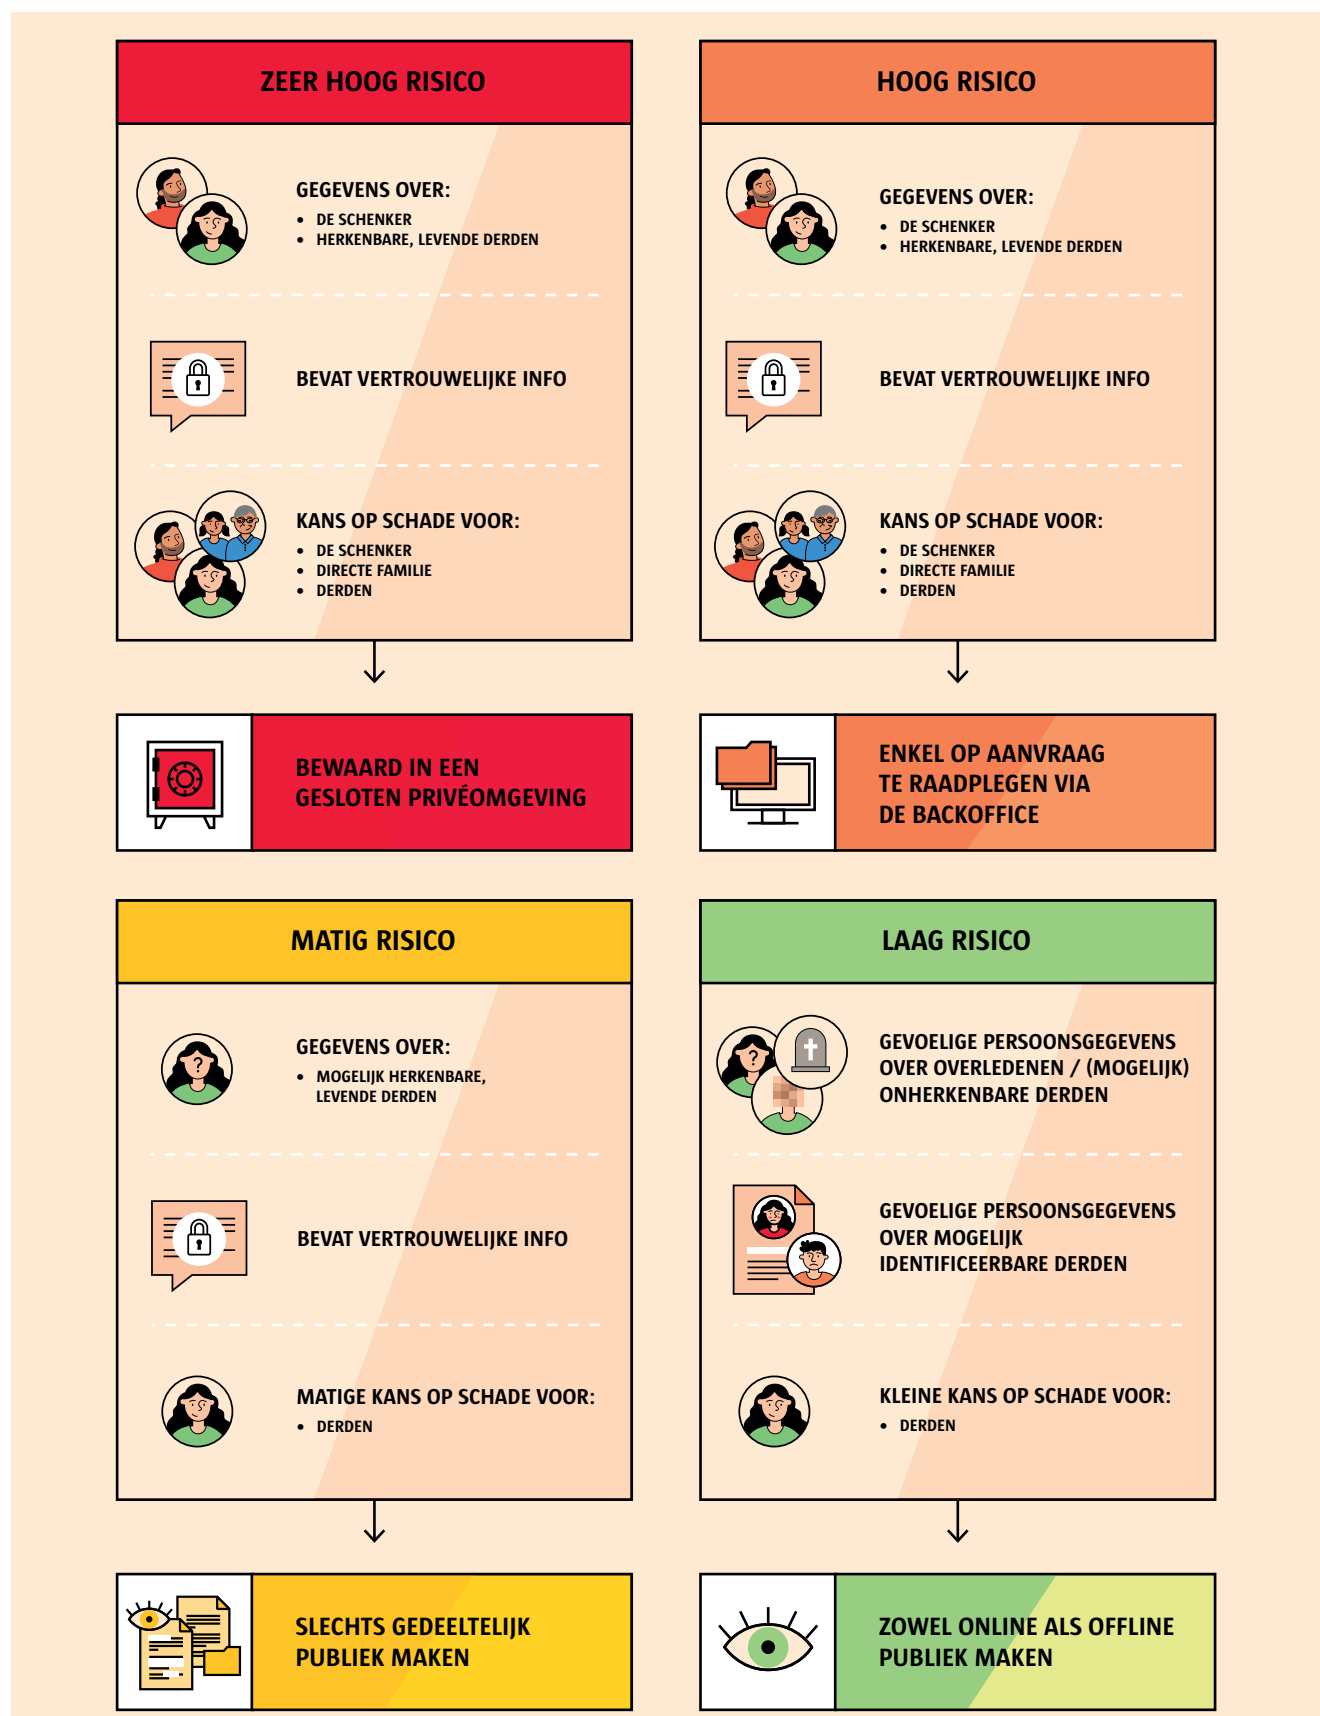 ZEER HOOG RISICO
GEGEVENS OVER:
• DE SCHENKER
• HERKENBARE, LEVENDE DERDEN
BEVAT VERTROUWELIJKE INFO
KANS OP SCHADE VOOR:
• DE SCHENKER
• DIRECTE FAMILIE
• DERDEN
BEWAARD IN EEN
GESLOTEN PRIVÉOMGEVING
HOOG RISICO
GEGEVENS OVER:
• DE SCHENKER
• HERKENBARE, LEVENDE DERDEN
BEVAT VERTROUWELIJKE INFO
KANS OP SCHADE VOOR:
• DE SCHENKER
• DIRECTE FAMILIE
• DERDEN
ENKEL OP AANVRAAG
TE RAADPLEGEN VIA
DE BACKOFFICE
MATIG RISICO
?
GEGEVENS OVER:
• MOGELIJK HERKENBARE,
LEVENDE DERDEN
BEVAT VERTROUWELIJKE INFO
MATIGE KANS OP SCHADE VOOR:
• DERDEN
SLECHTS GEDEELTELIJK
PUBLIEK MAKEN
LAAG RISICO
?
GEVOELIGE PERSOONSGEGEVENS
OVER OVERLEDENEN / (MOGELIJK)
ONHERKENBARE DERDEN
GEVOELIGE PERSOONSGEGEVENS
OVER MOGELIJK
IDENTIFICEERBARE DERDEN
KLEINE KANS OP SCHADE VOOR:
• DERDEN
ZOWEL ONLINE ALS OFFLINE
PUBLIEK MAKEN